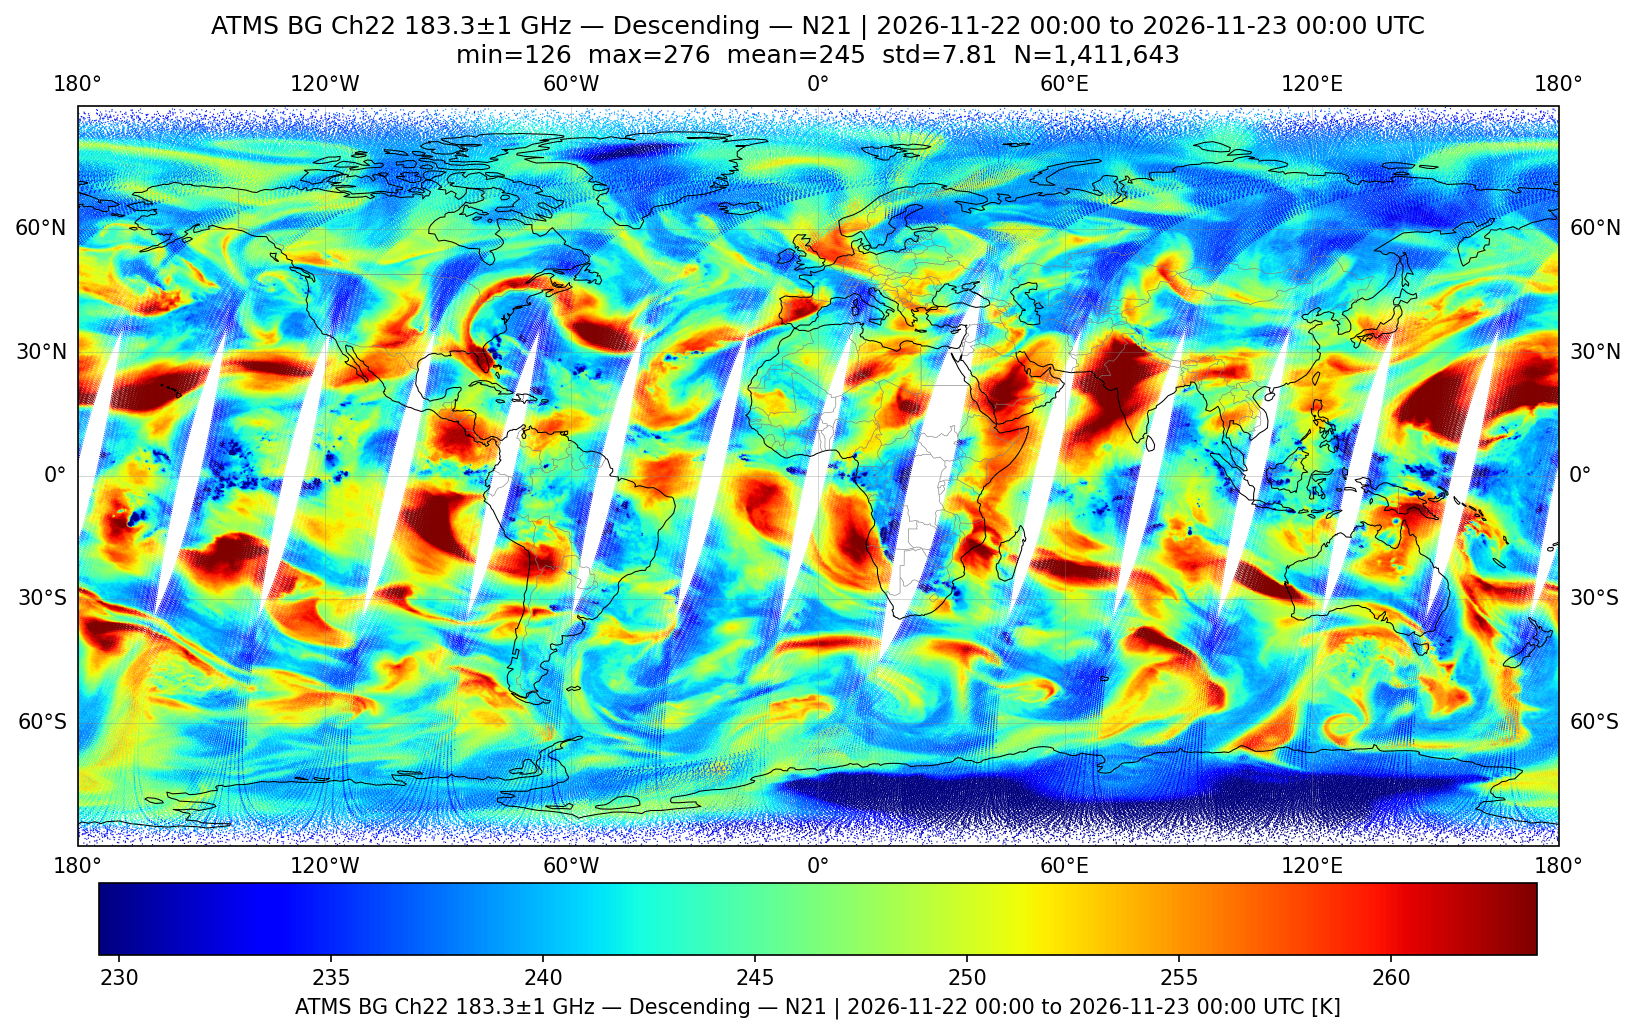 ATMS BG Ch22 183.3±1 GHz — Descending — N21 | 2026-11-22 00:00 to 2026-11-23 00:00 UTC
min=126  max=276  mean=245  std=7.81  N=1,411,643
180° 120°W 60°W 0° 60°E 120°E 180°
60°N 60°N
30°N 30°N
0° 0°
30°S 30°S
60°S 60°S
180° 120°W 60°W 0° 60°E 120°E 180°
230 235 240 245 250 255 260
ATMS BG Ch22 183.3±1 GHz — Descending — N21 | 2026-11-22 00:00 to 2026-11-23 00:00 UTC [K]